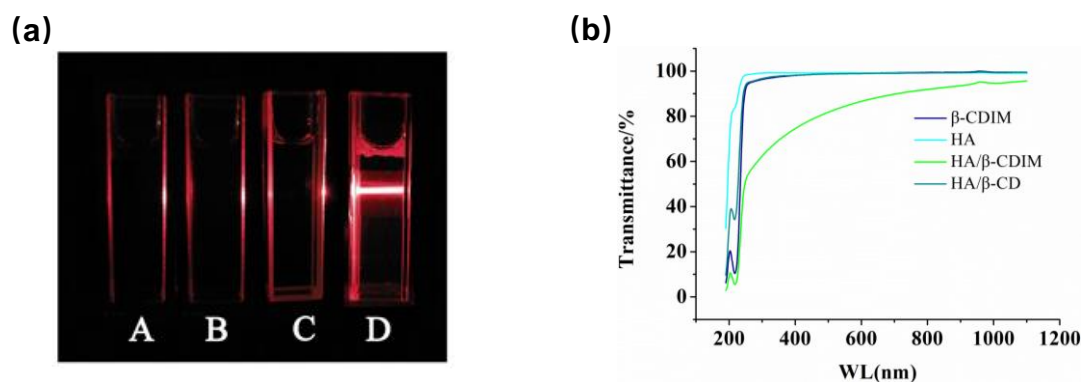 (a)
A B C D
(b)
Transmittance/%
100
80
60
40
20
0
β-CDIM
HA
HA/β-CDIM
HA/β-CD
200 400 600 800 1000 1200
WL(nm)